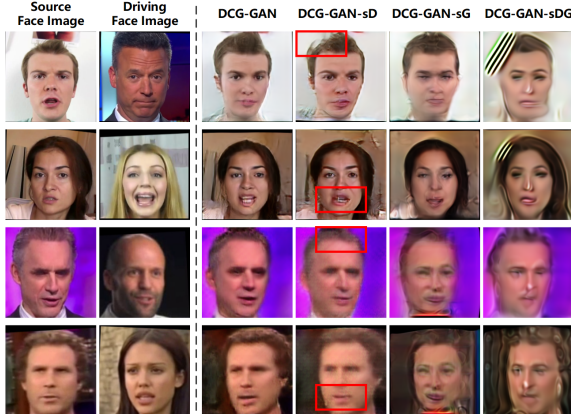 Source Face Image
Driving Face Image
DCG-GAN
DCG-GAN-sD
DCG-GAN-sG
DCG-GAN-sDG